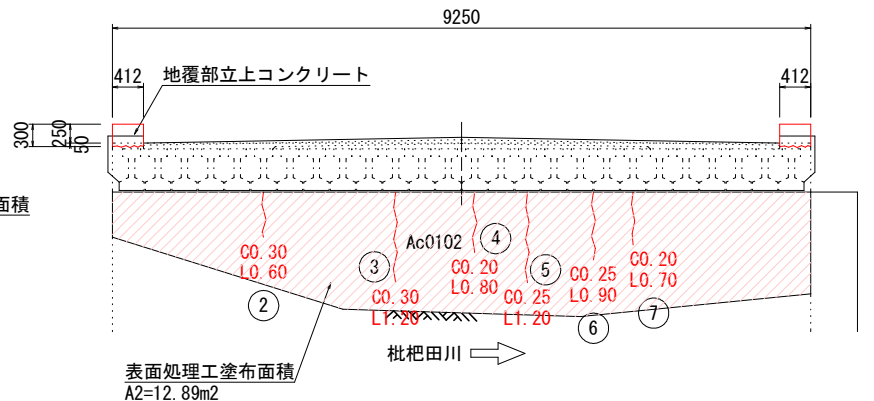 9250
412
地覆部立上コンクリート
412
300
250
50
面積
Ac0102
④
C0.30
L0.60
③
C0.20
L0.80
⑤
C0.25
L0.90
C0.20
L0.70
②
C0.30
L1.20
C0.25
L1.20
⑥
⑦
枇杷田川
表面処理工塗布面積
A2=12.89m2